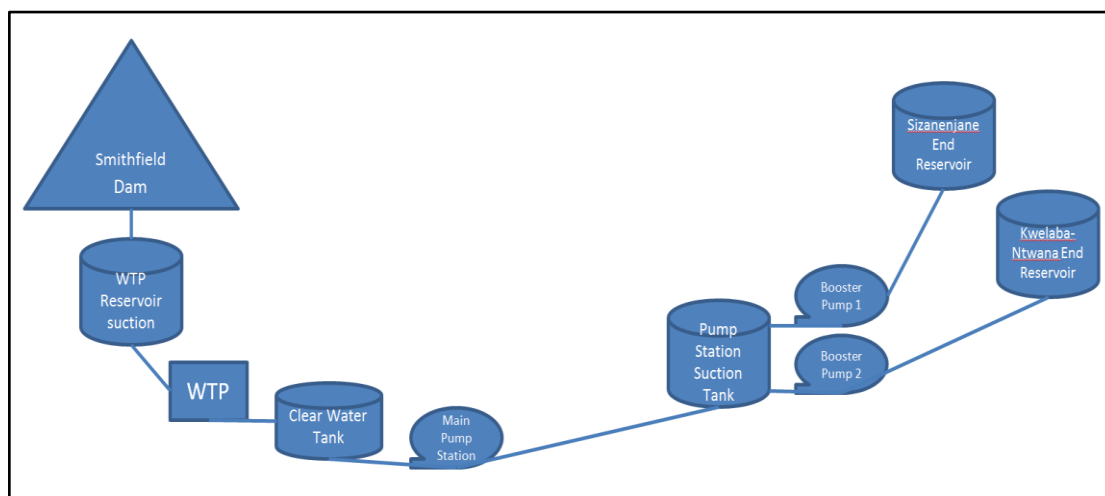 Smithfield
Dam
WTP
Reservoir
suction
WTP
Clear Water
Tank
Main
Pump
Station
Pump
Station
Suction
Tank
Booster
Pump 1
Booster
Pump 2
Sizanenjane
End
Reservoir
Kwelaba-
Ntwana End
Reservoir